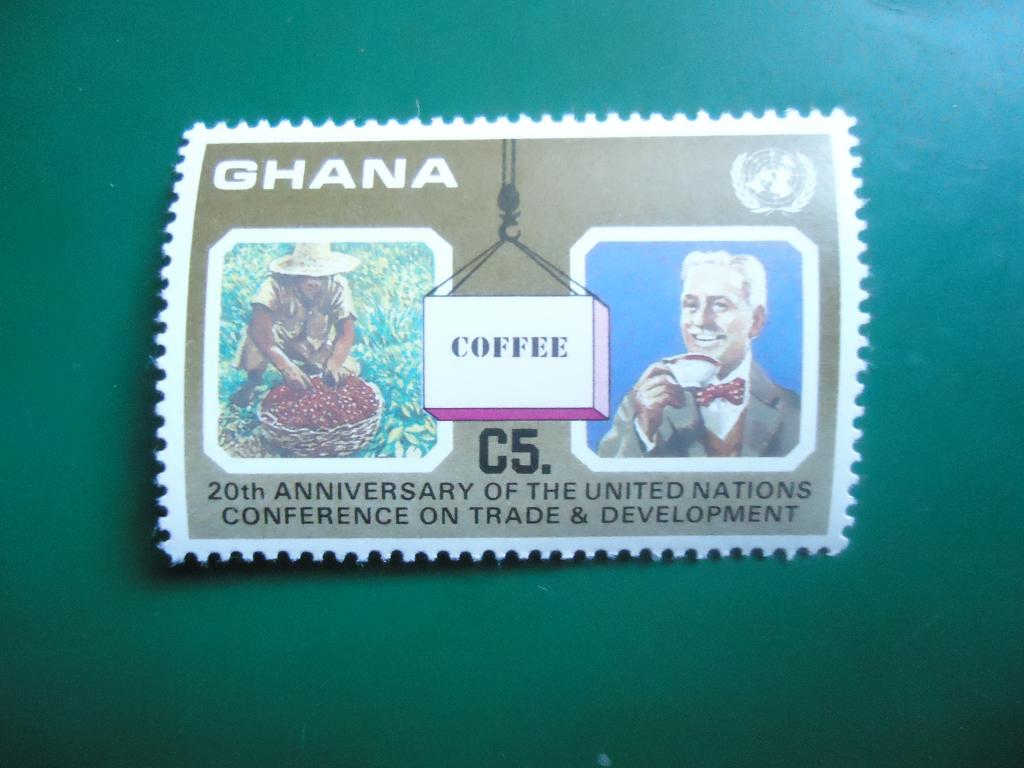 GHANA
COFFEE
C5.
20th ANNIVERSARY OF THE UNITED NATIONS
CONFERENCE ON TRADE & DEVELOPMENT